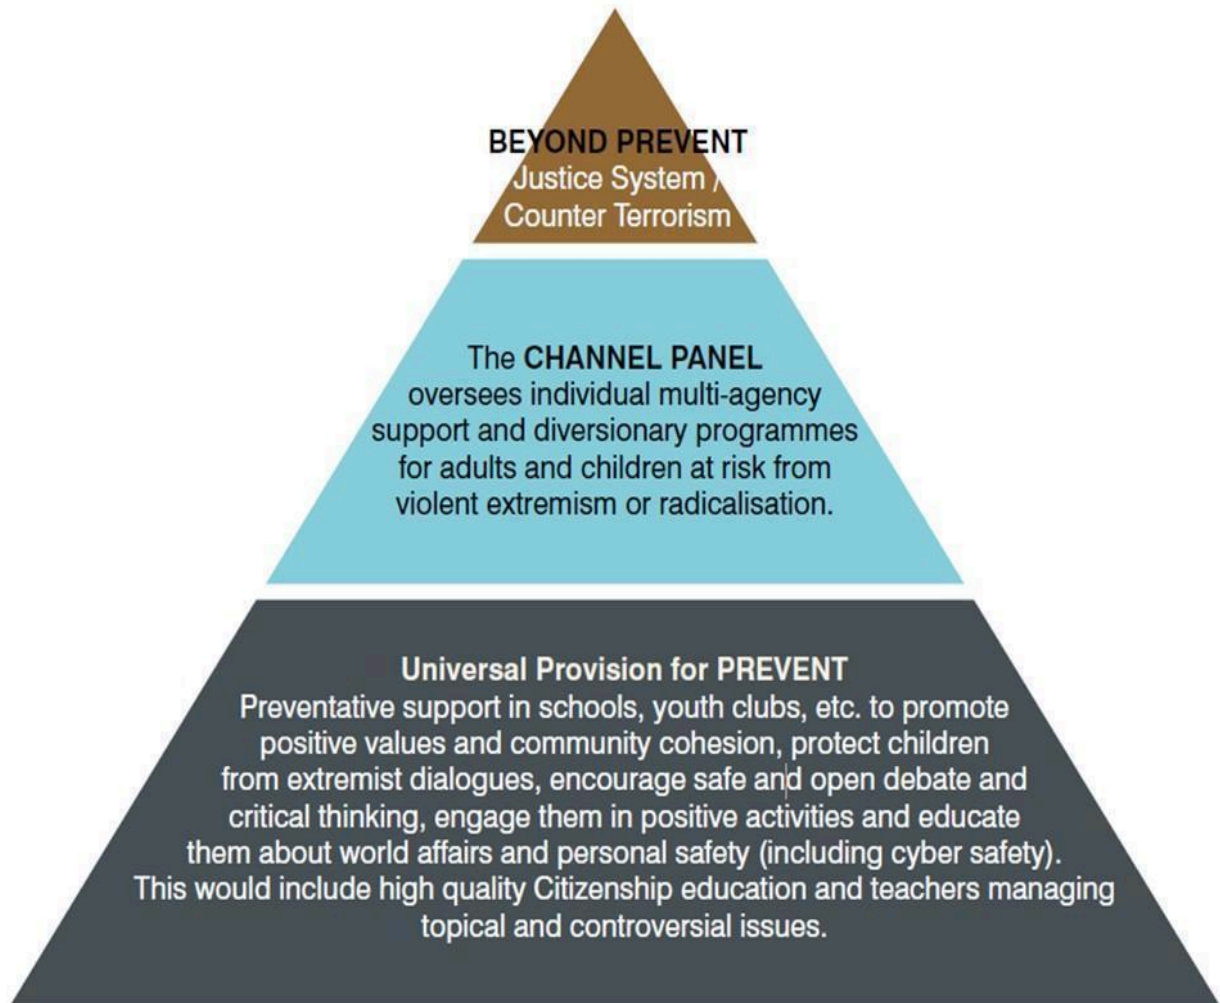 BEYOND PREVENT
Justice System /
Counter Terrorism
The CHANNEL PANEL
oversees individual multi-agency
support and diversionary programmes
for adults and children at risk from
violent extremism or radicalisation.
Universal Provision for PREVENT
Preventative support in schools, youth clubs, etc. to promote
positive values and community cohesion, protect children
from extremist dialogues, encourage safe and open debate and
critical thinking, engage them in positive activities and educate
them about world affairs and personal safety (including cyber safety).
This would include high quality Citizenship education and teachers managing
topical and controversial issues.